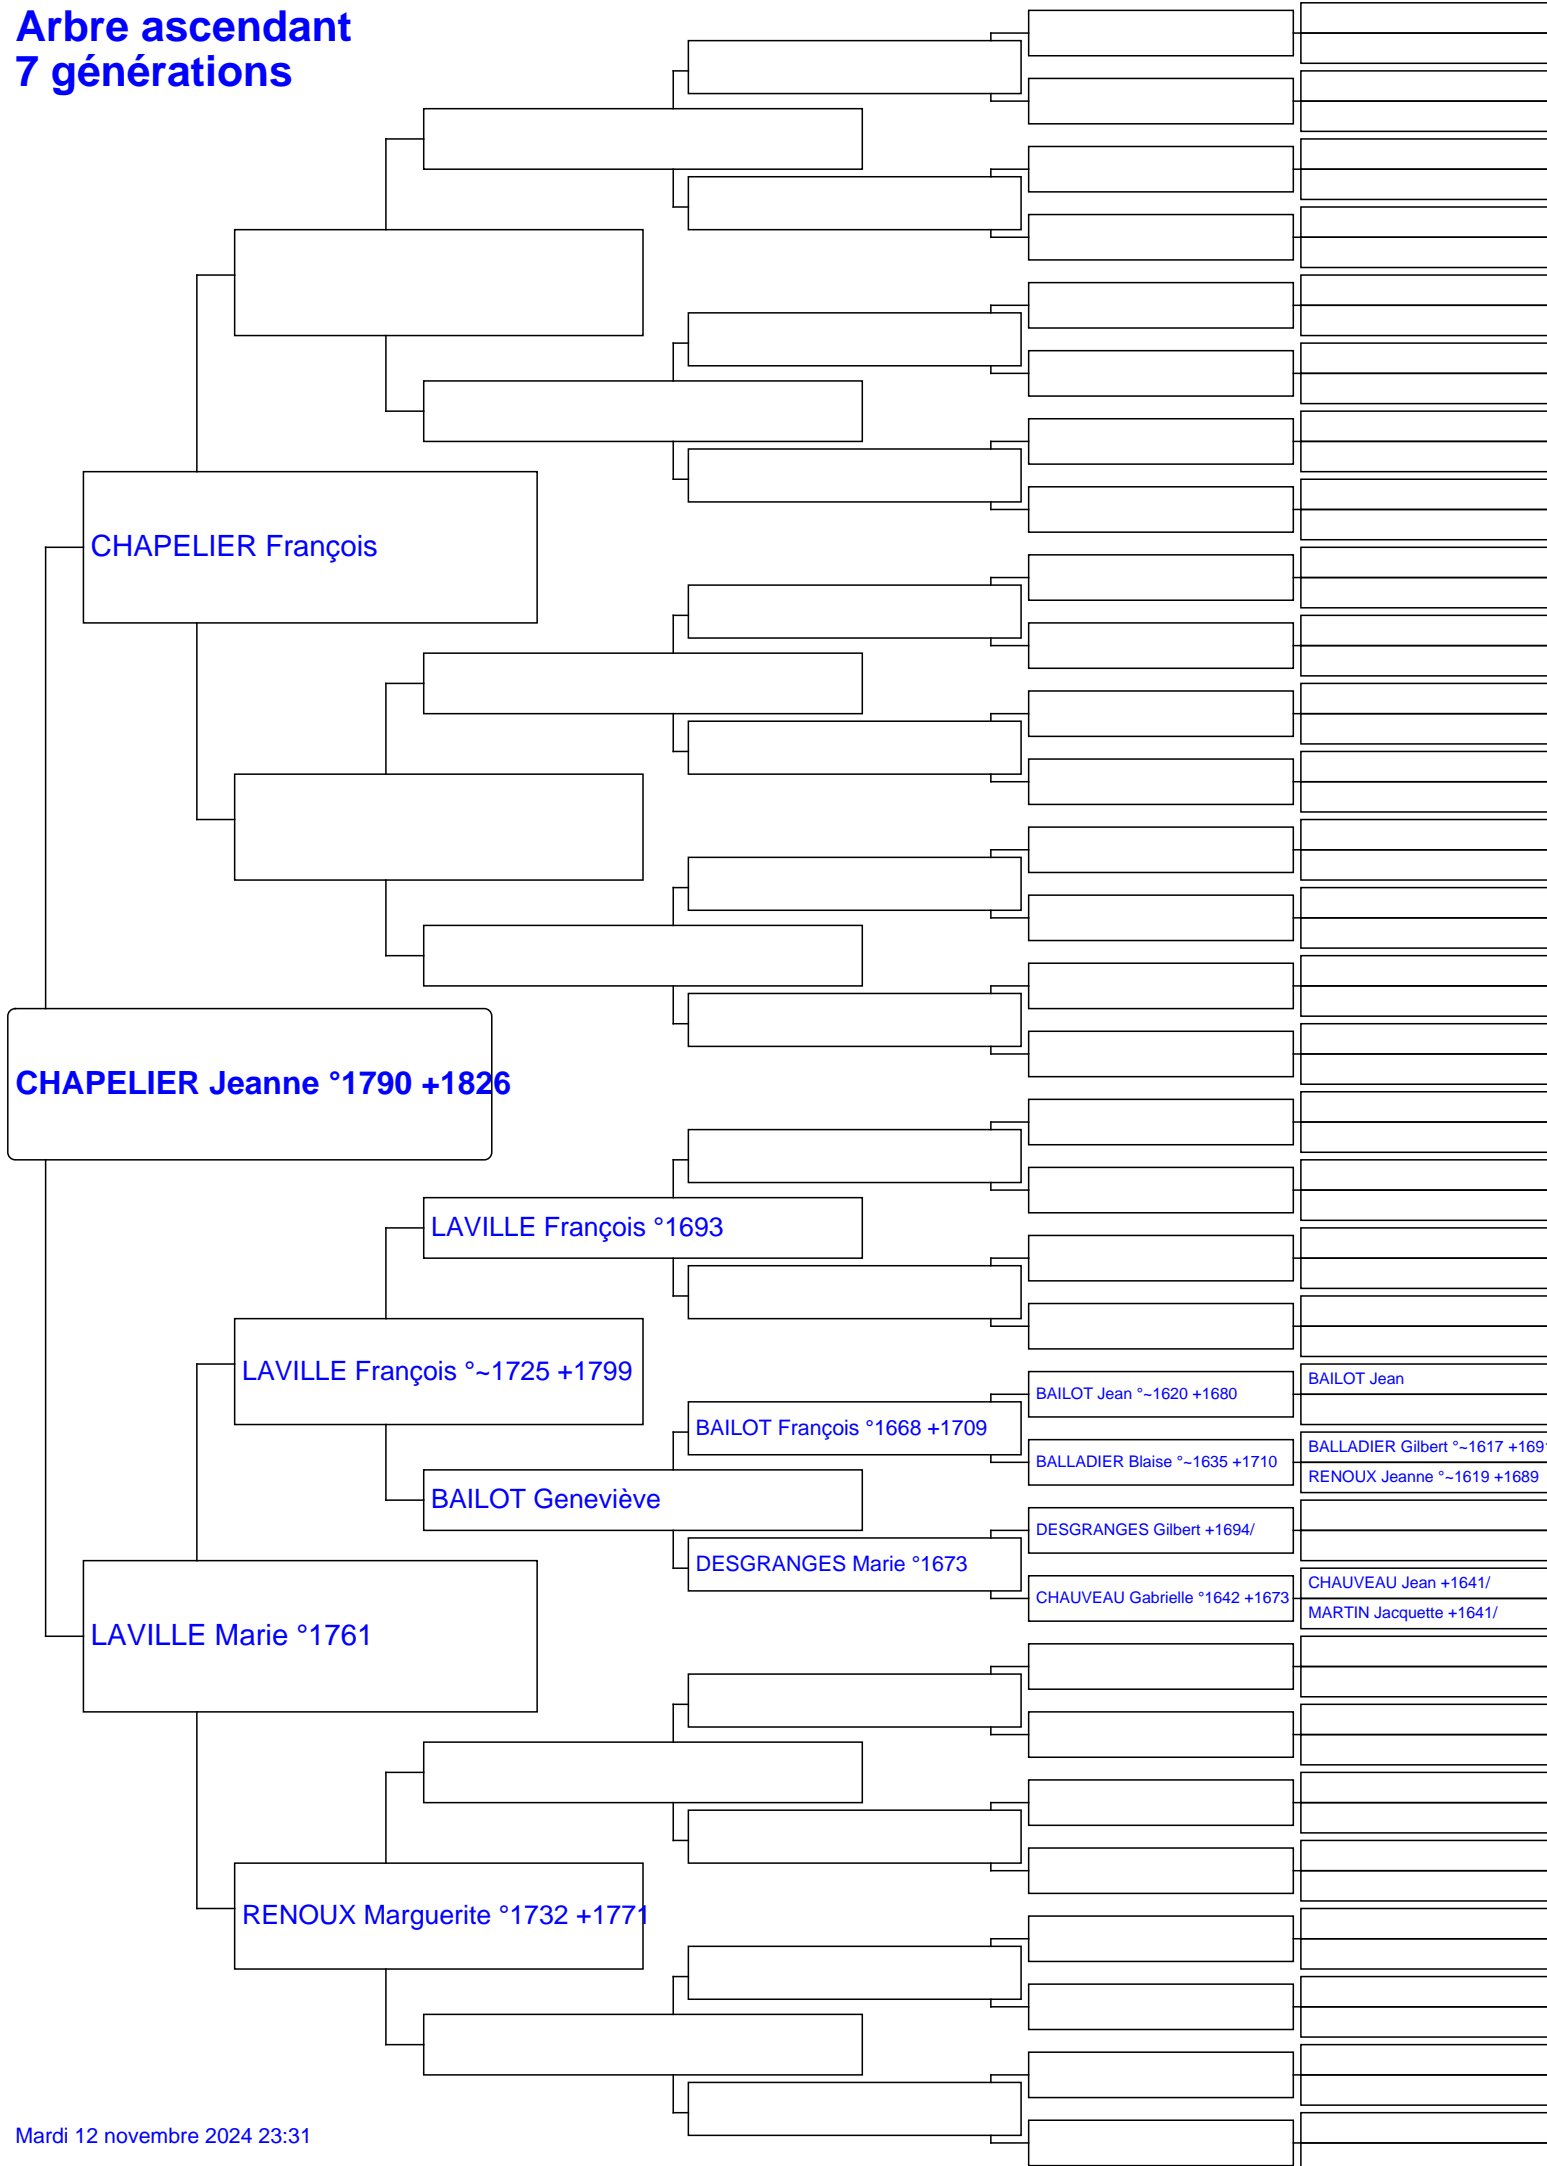 Arbre ascendant
7 générations
CHAPELIER François
CHAPELIER Jeanne °1790 +1826
LAVILLE François °1693
LAVILLE François °~1725 +1799
BAILOT Jean °~1620 +1680
BAILOT Jean
BAILOT François °1668 +1709
BALLADIER Blaise °~1635 +1710
BALLADIER Gilbert °~1617 +169
RENOUX Jeanne °~1619 +1689
BAILOT Geneviève
DESGRANGES Gilbert +1694/
DESGRANGES Marie °1673
CHAUVEAU Gabrielle °1642 +1673
CHAUVEAU Jean +1641/
MARTIN Jacquette +1641/
LAVILLE Marie °1761
RENOUX Marguerite °1732 +1771
Mardi 12 novembre 2024 23:31